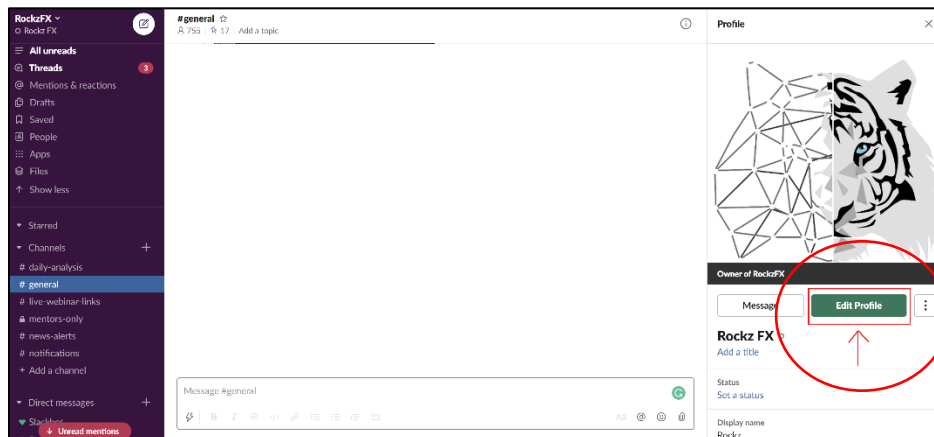 RockzFX
Rockz FX
All unreads
Threads 3
@ Mentions & reactions
Drafts
Saved
People
Apps
Files
↑ Show less
Starred
Channels +
# daily-analysis
# general
# live-webinar-links
mentors-only
# news-alerts
# notifications
+ Add a channel
Direct messages +
Slackbot
↓ Unread mentions
#general ☆
755 | 17 | Add a topic
Message #general
B I </> Aa @
Profile ×
Owner of RockzFX
Message Edit Profile
Rockz FX
Add a title
Status
Set a status
Display name
Rockz